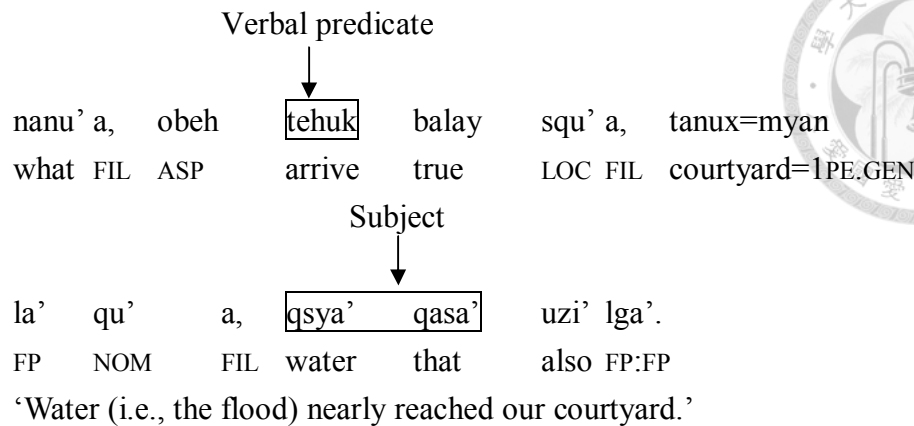 Verbal predicate
nanu’ a, obeh tehuk balay squ’ a, tanux=myan
what FIL ASP arrive true LOC FIL courtyard=1PE.GEN
Subject
la’ qu’ a, qsya’ qasa’ uzi’ lga’.
FP NOM FIL water that also FP:FP
‘Water (i.e., the flood) nearly reached our courtyard.’